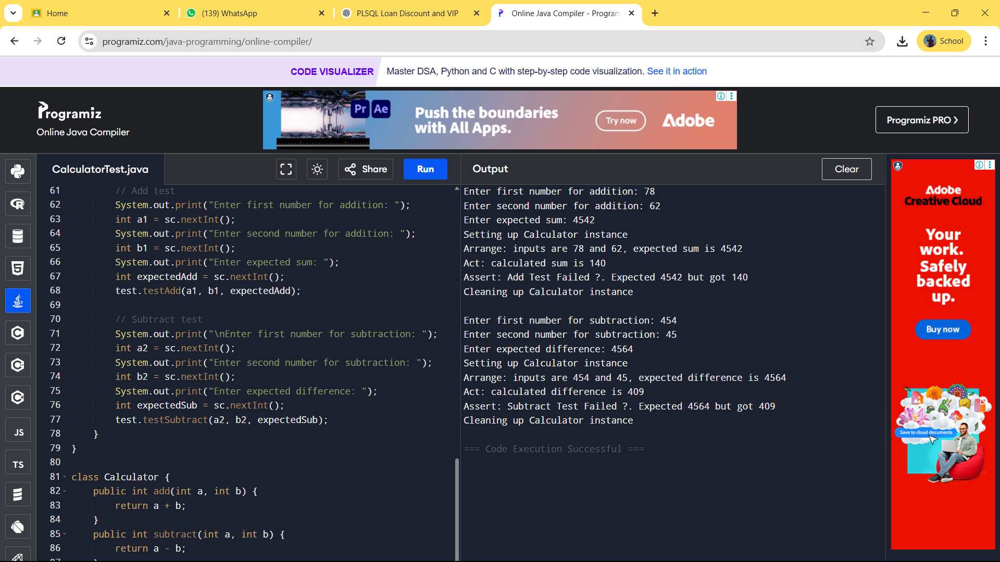 Home
(139) WhatsApp
PLSQL Loan Discount and VIP
Online Java Compiler - Program
programiz.com/java-programming/online-compiler/
School
CODE VISUALIZER
Master DSA, Python and C with step-by-step code visualization. See it in action
Programiz
Online Java Compiler
Pr Ae
Push the boundaries
with All Apps.
Try now
Adobe
Programiz PRO ❯
CalculatorTest.java
Share
Run
Output
Clear
61 // Add test
62 System.out.print("Enter first number for addition: ");
63 int a1 = sc.nextInt();
64 System.out.print("Enter second number for addition: ");
65 int b1 = sc.nextInt();
66 System.out.print("Enter expected sum: ");
67 int expectedAdd = sc.nextInt();
68 test.testAdd(a1, b1, expectedAdd);
69
70 // Subtract test
71 System.out.print("\nEnter first number for subtraction: ");
72 int a2 = sc.nextInt();
73 System.out.print("Enter second number for subtraction: ");
74 int b2 = sc.nextInt();
75 System.out.print("Enter expected difference: ");
76 int expectedSub = sc.nextInt();
77 test.testSubtract(a2, b2, expectedSub);
78 }
79 }
80
81 class Calculator {
82 public int add(int a, int b) {
83 return a + b;
84 }
85 public int subtract(int a, int b) {
86 return a - b;
Enter first number for addition: 78
Enter second number for addition: 62
Enter expected sum: 4542
Setting up Calculator instance
Arrange: inputs are 78 and 62, expected sum is 4542
Act: calculated sum is 140
Assert: Add Test Failed ?. Expected 4542 but got 140
Cleaning up Calculator instance
Enter first number for subtraction: 454
Enter second number for subtraction: 45
Enter expected difference: 4564
Setting up Calculator instance
Arrange: inputs are 454 and 45, expected difference is 4564
Act: calculated difference is 409
Assert: Subtract Test Failed ?. Expected 4564 but got 409
Cleaning up Calculator instance
=== Code Execution Successful ===
JS
TS
Adobe
Creative Cloud
Your
work.
Safely
backed
up.
Buy now
Save to cloud documents